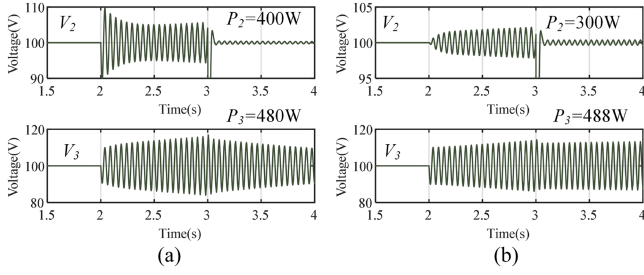 V2 P2=400W
110
100
90
1.5 2 2.5 3 3.5 4
Voltage(V)
Time(s)
P3=480W
V3
120
100
80
1.5 2 2.5 3 3.5 4
Voltage(V)
Time(s)
(a)
V2 P2=300W
105
100
95
1.5 2 2.5 3 3.5 4
Voltage(V)
Time(s)
P3=488W
V3
120
100
80
1.5 2 2.5 3 3.5 4
Voltage(V)
Time(s)
(b)